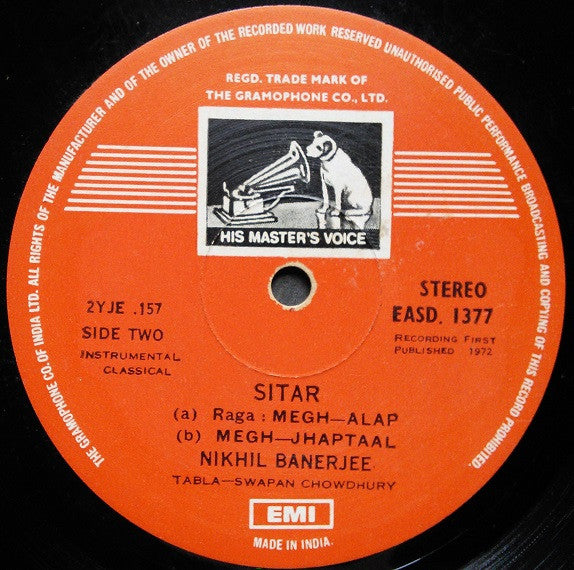 THE GRAMOPHONE CO. OF INDIA LTD. ALL RIGHTS OF THE MANUFACTURER AND OF THE OWNER OF THE RECORDED WORK RESERVED UNAUTHORISED PUBLIC PERFORMANCE BROADCASTING AND COPYING OF THIS RECORD PROHIBITED.
REGD. TRADE MARK OF
THE GRAMOPHONE CO., LTD.
HIS MASTER'S VOICE
2YJE .157
SIDE TWO
INSTRUMENTAL
CLASSICAL
STEREO
EASD. 1377
RECORDING FIRST
PUBLISHED 1972
SITAR
(a) Raga : MEGH—ALAP
(b) MEGH—JHAPTAAL
NIKHIL BANERJEE
TABLA—SWAPAN CHOWDHURY
EMI
MADE IN INDIA.